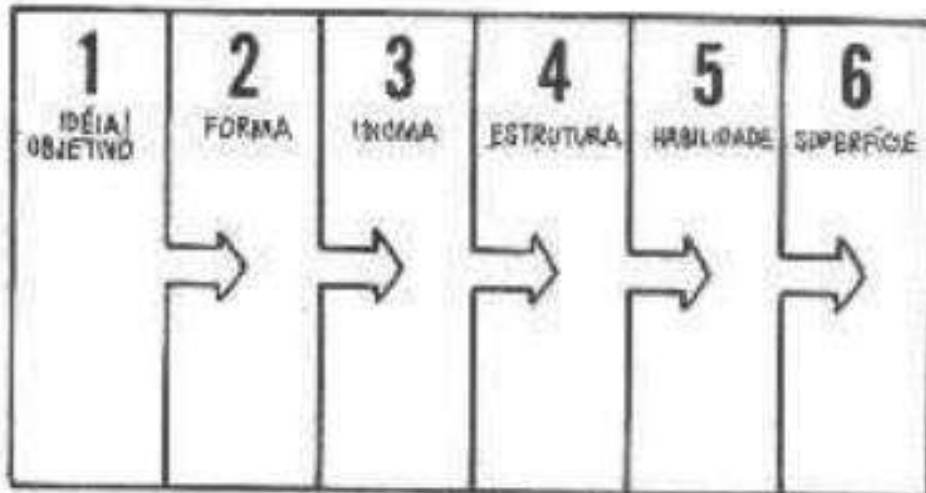 1
IDÉIA/
OBJETIVO
2
FORMA
3
IDIOMA
4
ESTRUTURA
5
HABILIDADE
6
SUPERFÍCIE